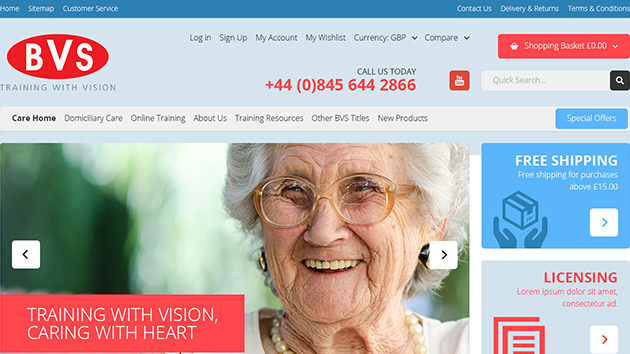 Home Sitemap Customer Service
Contact Us Delivery & Returns Terms & Conditions
BVS
TRAINING WITH VISION
Log in Sign Up My Account My Wishlist Currency: GBP Compare
Shopping Basket £0.00
CALL US TODAY
+44 (0)845 644 2866
You
Tube
Quick Search...
Care Home Domiciliary Care Online Training About Us Training Resources Other BVS Titles New Products
Special Offers
FREE SHIPPING
Free shipping for purchases
above £15.00
TRAINING WITH VISION,
CARING WITH HEART
LICENSING
Lorem ipsum dolor sit amet,
consectetur ad.